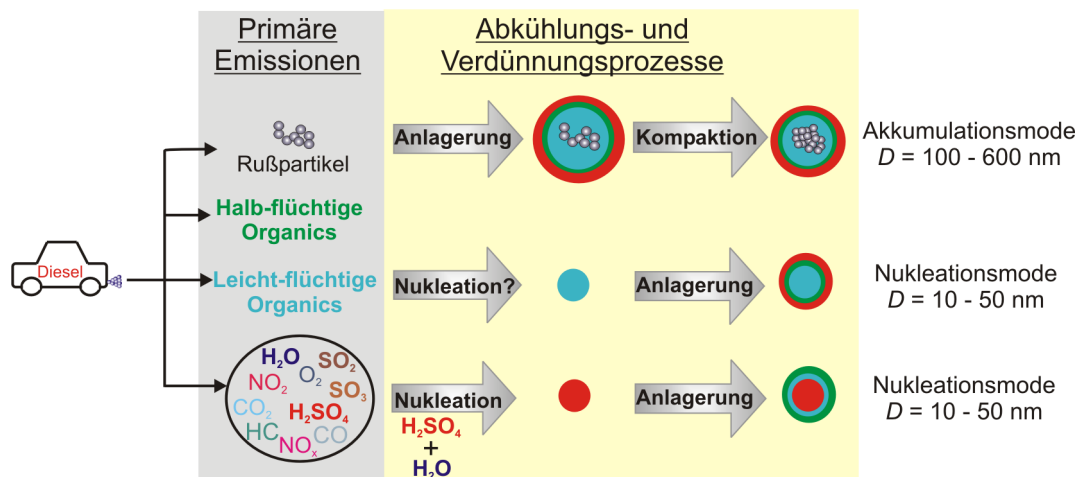 Primäre
Emissionen
Abkühlungs- und
Verdünnungsprozesse
Rußpartikel
Anlagerung
Kompaktion
Akkumulationsmode
D = 100 - 600 nm
Halb-flüchtige
Organics
Diesel
Leicht-flüchtige
Organics
Nukleation?
Anlagerung
Nukleationsmode
D = 10 - 50 nm
H₂O
SO₂
O₂
NO₂
SO₃
CO₂
H₂SO₄
HC
CO
NOₓ
Nukleation
H₂SO₄
+
H₂O
Anlagerung
Nukleationsmode
D = 10 - 50 nm